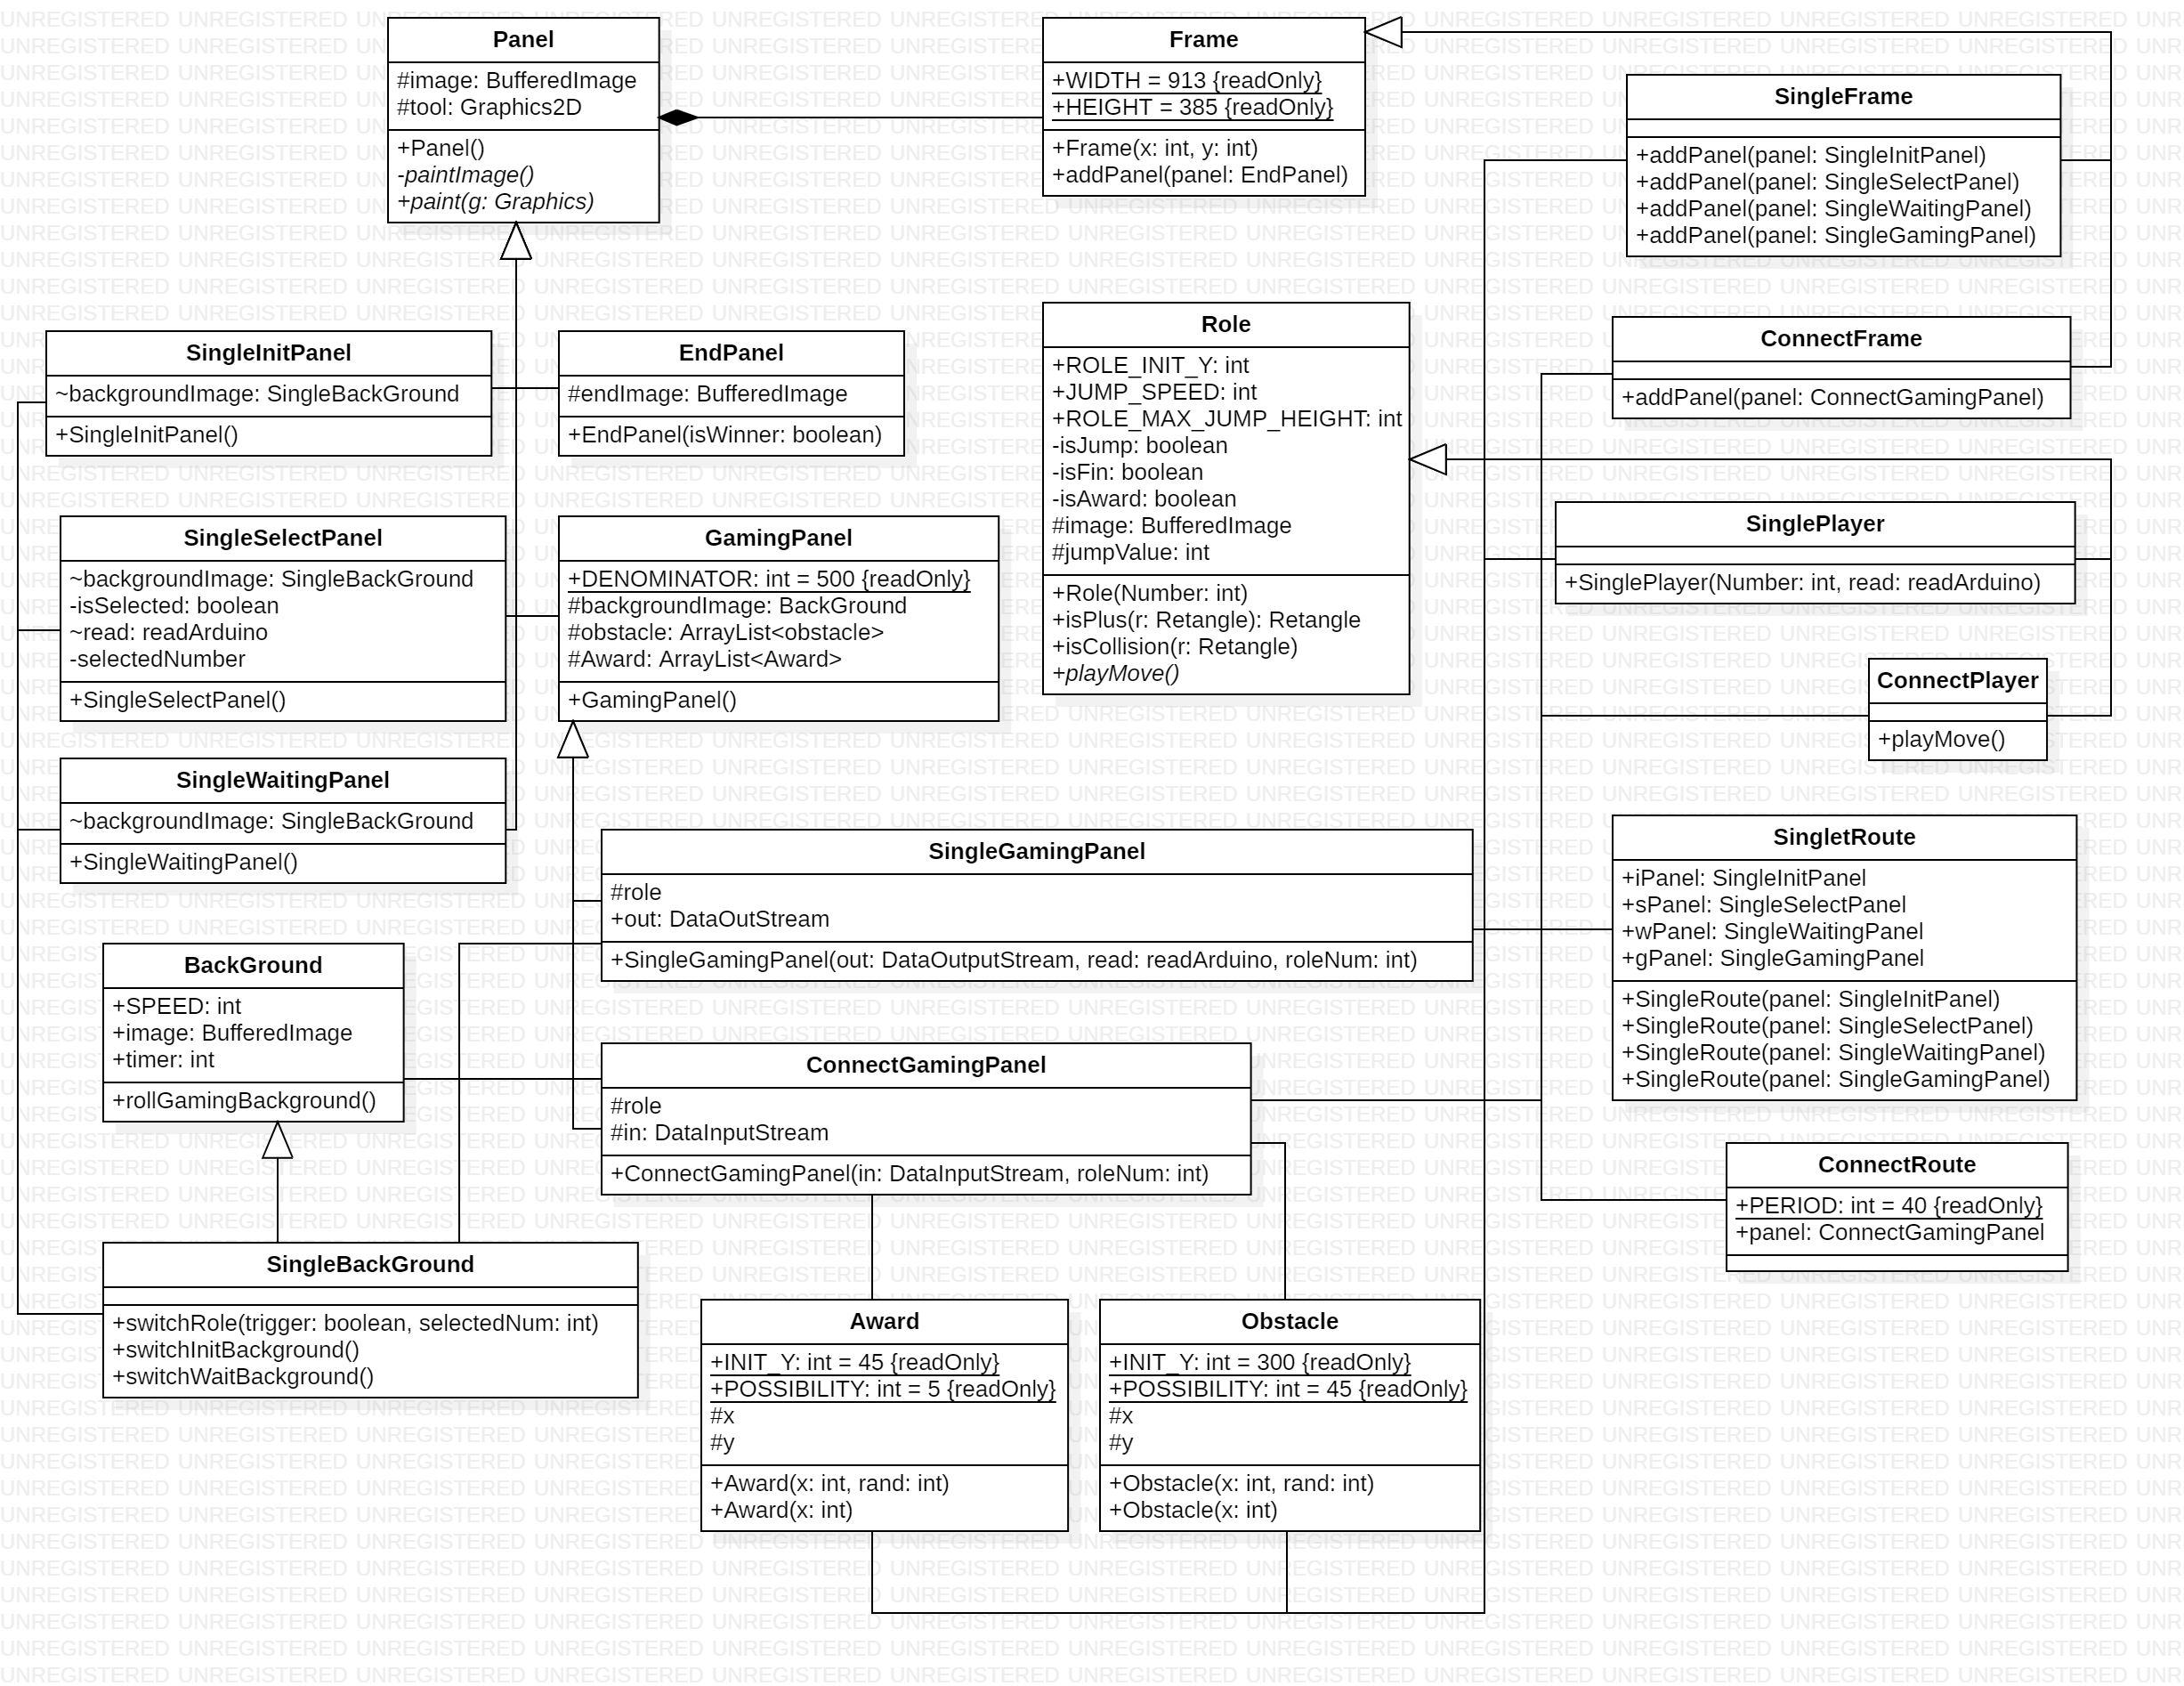 Panel
#image: BufferedImage
#tool: Graphics2D
+Panel()
-paintImage()
+paint(g: Graphics)
Frame
+WIDTH = 913 {readOnly}
+HEIGHT = 385 {readOnly}
+Frame(x: int, y: int)
+addPanel(panel: EndPanel)
SingleFrame
+addPanel(panel: SingleInitPanel)
+addPanel(panel: SingleSelectPanel)
+addPanel(panel: SingleWaitingPanel)
+addPanel(panel: SingleGamingPanel)
SingleInitPanel
~backgroundImage: SingleBackGround
+SingleInitPanel()
EndPanel
#endImage: BufferedImage
+EndPanel(isWinner: boolean)
Role
+ROLE_INIT_Y: int
+JUMP_SPEED: int
+ROLE_MAX_JUMP_HEIGHT: int
-isJump: boolean
-isFin: boolean
-isAward: boolean
#image: BufferedImage
#jumpValue: int
+Role(Number: int)
+isPlus(r: Retangle): Retangle
+isCollision(r: Retangle)
+playMove()
ConnectFrame
+addPanel(panel: ConnectGamingPanel)
SingleSelectPanel
~backgroundImage: SingleBackGround
-isSelected: boolean
~read: readArduino
-selectedNumber
+SingleSelectPanel()
GamingPanel
+DENOMINATOR: int = 500 {readOnly}
#backgroundImage: BackGround
#obstacle: ArrayList<obstacle>
#Award: ArrayList<Award>
+GamingPanel()
SinglePlayer
+SinglePlayer(Number: int, read: readArduino)
ConnectPlayer
+playMove()
SingleWaitingPanel
~backgroundImage: SingleBackGround
+SingleWaitingPanel()
SingleGamingPanel
#role
+out: DataOutStream
+SingleGamingPanel(out: DataOutputStream, read: readArduino, roleNum: int)
SingletRoute
+iPanel: SingleInitPanel
+sPanel: SingleSelectPanel
+wPanel: SingleWaitingPanel
+gPanel: SingleGamingPanel
+SingleRoute(panel: SingleInitPanel)
+SingleRoute(panel: SingleSelectPanel)
+SingleRoute(panel: SingleWaitingPanel)
+SingleRoute(panel: SingleGamingPanel)
BackGround
+SPEED: int
+image: BufferedImage
+timer: int
+rollGamingBackground()
ConnectGamingPanel
#role
#in: DataInputStream
+ConnectGamingPanel(in: DataInputStream, roleNum: int)
ConnectRoute
+PERIOD: int = 40 {readOnly}
+panel: ConnectGamingPanel
SingleBackGround
+switchRole(trigger: boolean, selectedNum: int)
+switchInitBackground()
+switchWaitBackground()
Award
+INIT_Y: int = 45 {readOnly}
+POSSIBILITY: int = 5 {readOnly}
#x
#y
+Award(x: int, rand: int)
+Award(x: int)
Obstacle
+INIT_Y: int = 300 {readOnly}
+POSSIBILITY: int = 45 {readOnly}
#x
#y
+Obstacle(x: int, rand: int)
+Obstacle(x: int)